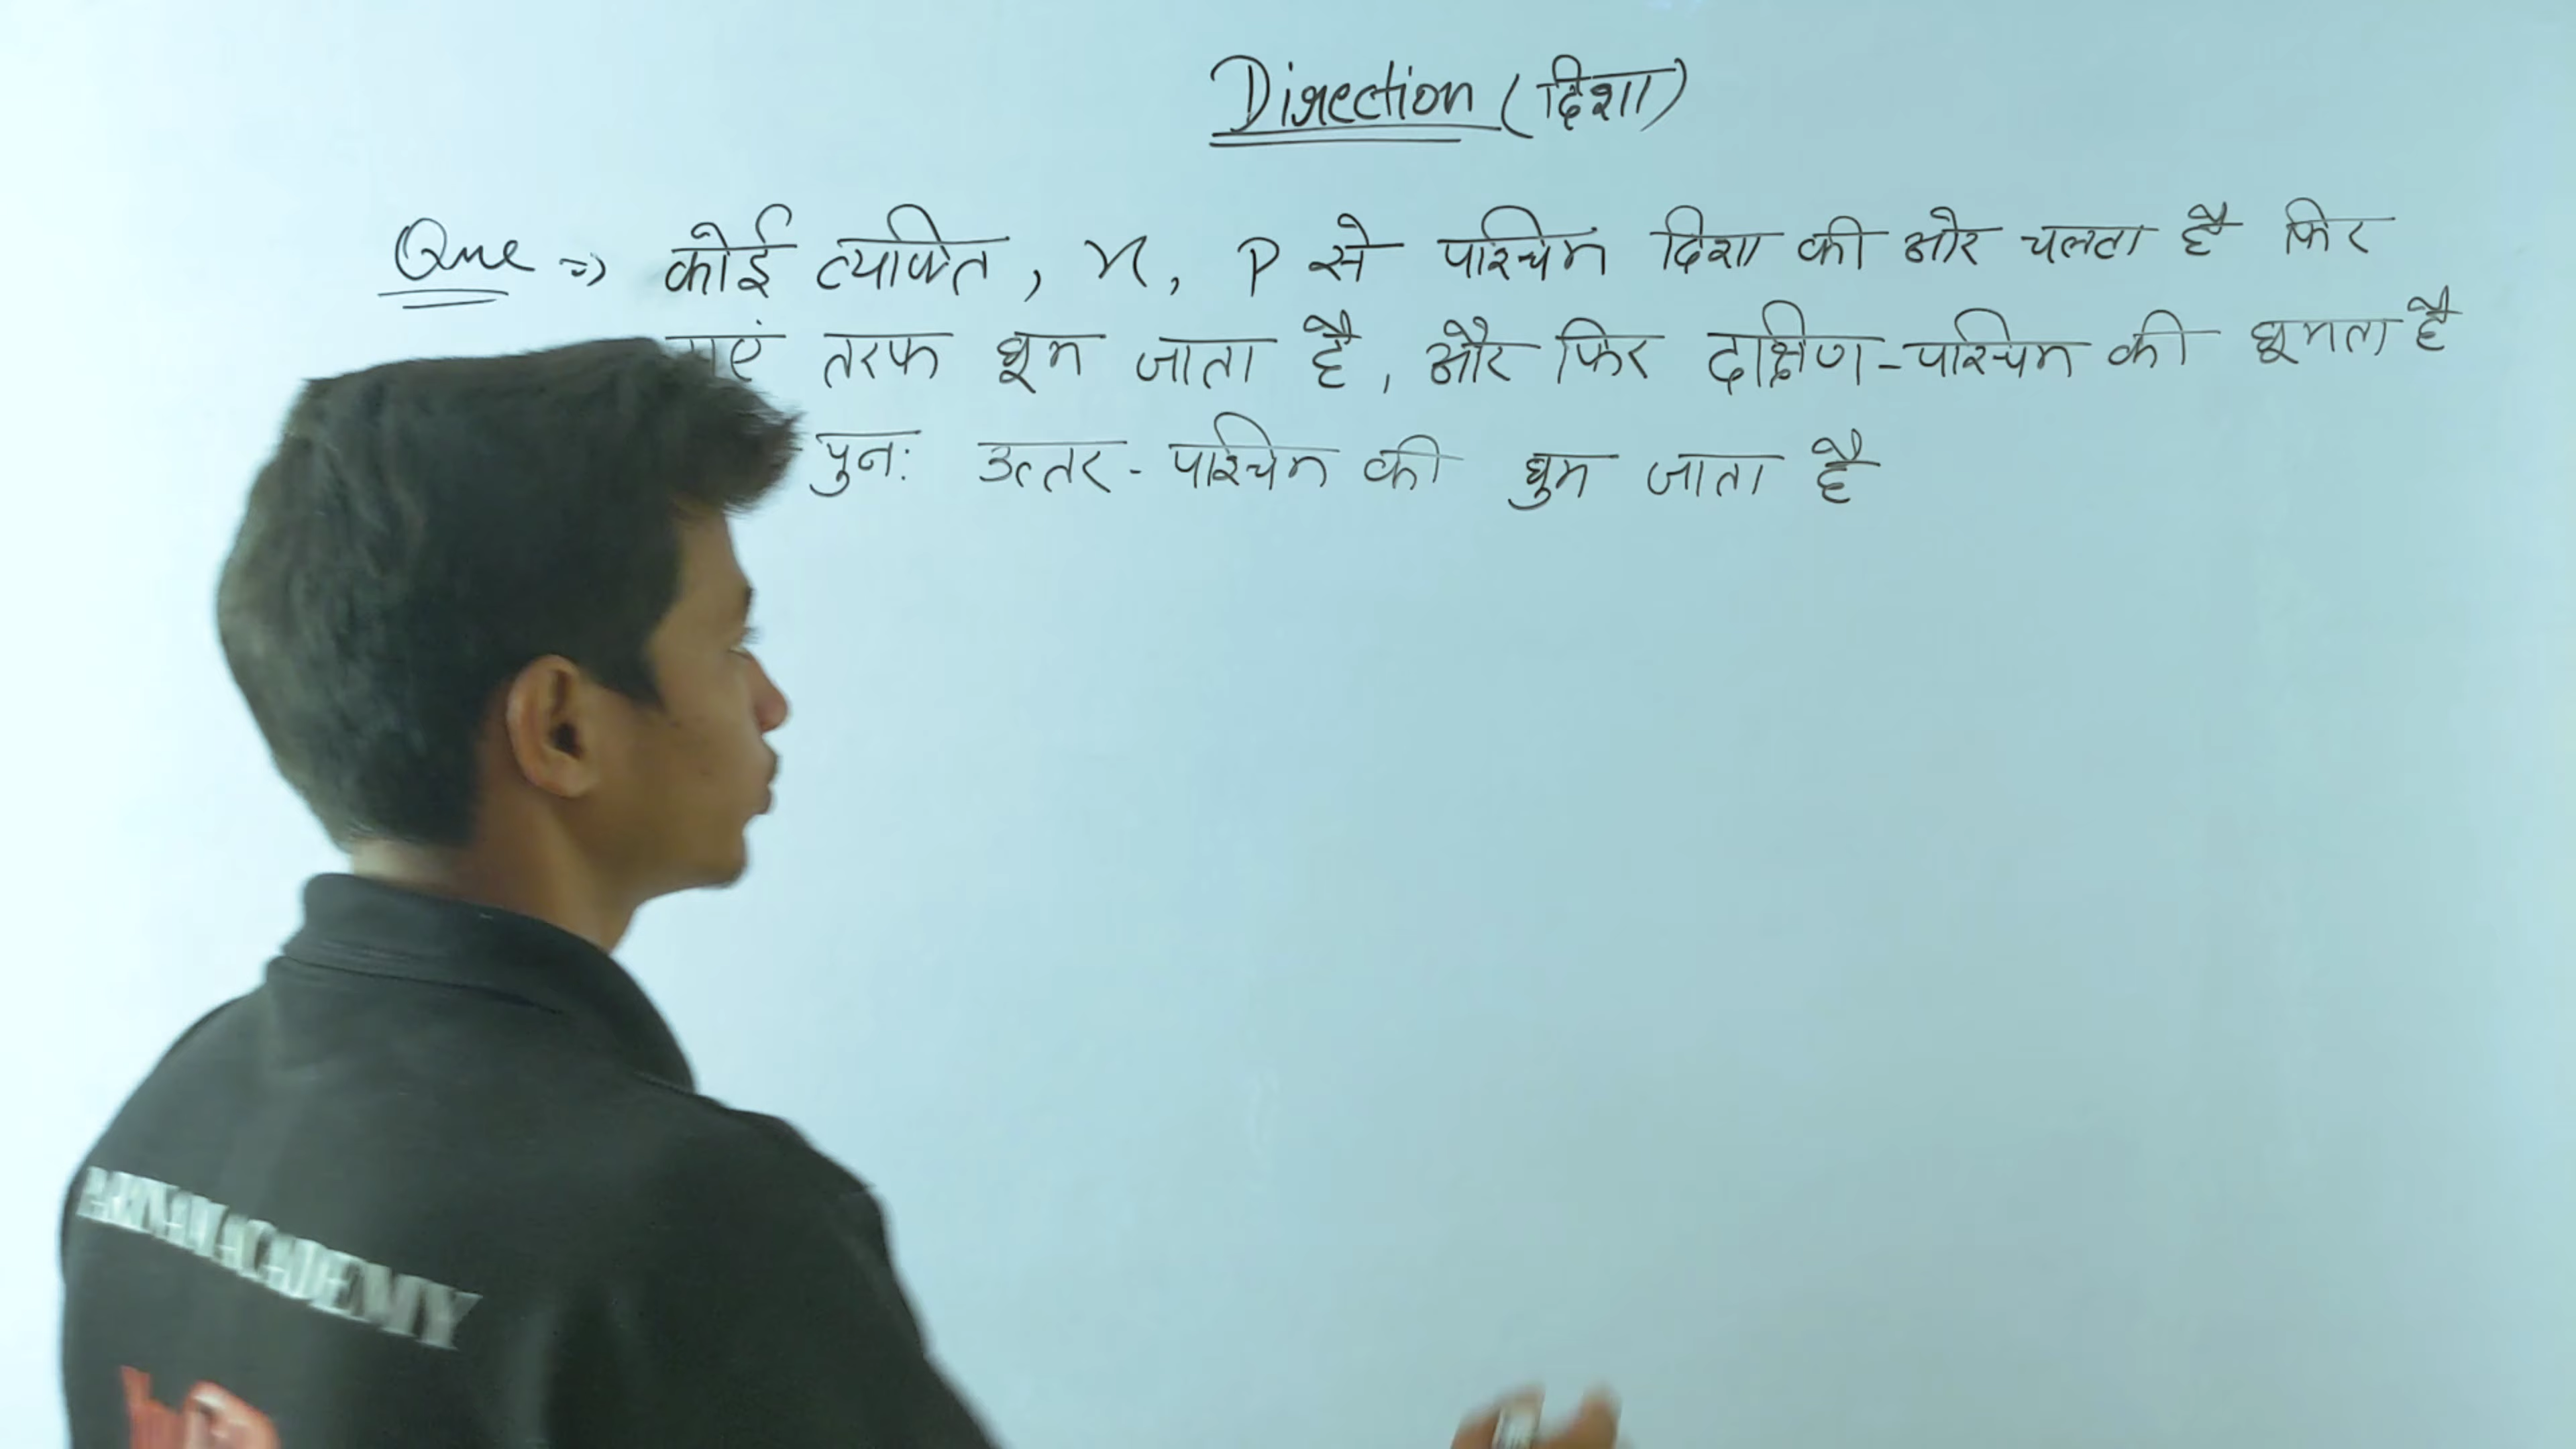 Direction (दिशा)
Que => कोई व्यक्ति, x, P से पश्चिम दिशा की ओर चलता है फिर
तरफ घूम जाता है, और फिर दक्षिण-पश्चिम की घूमता है
पुन: उत्तर-पश्चिम की घुम जाता है
ACADEMY